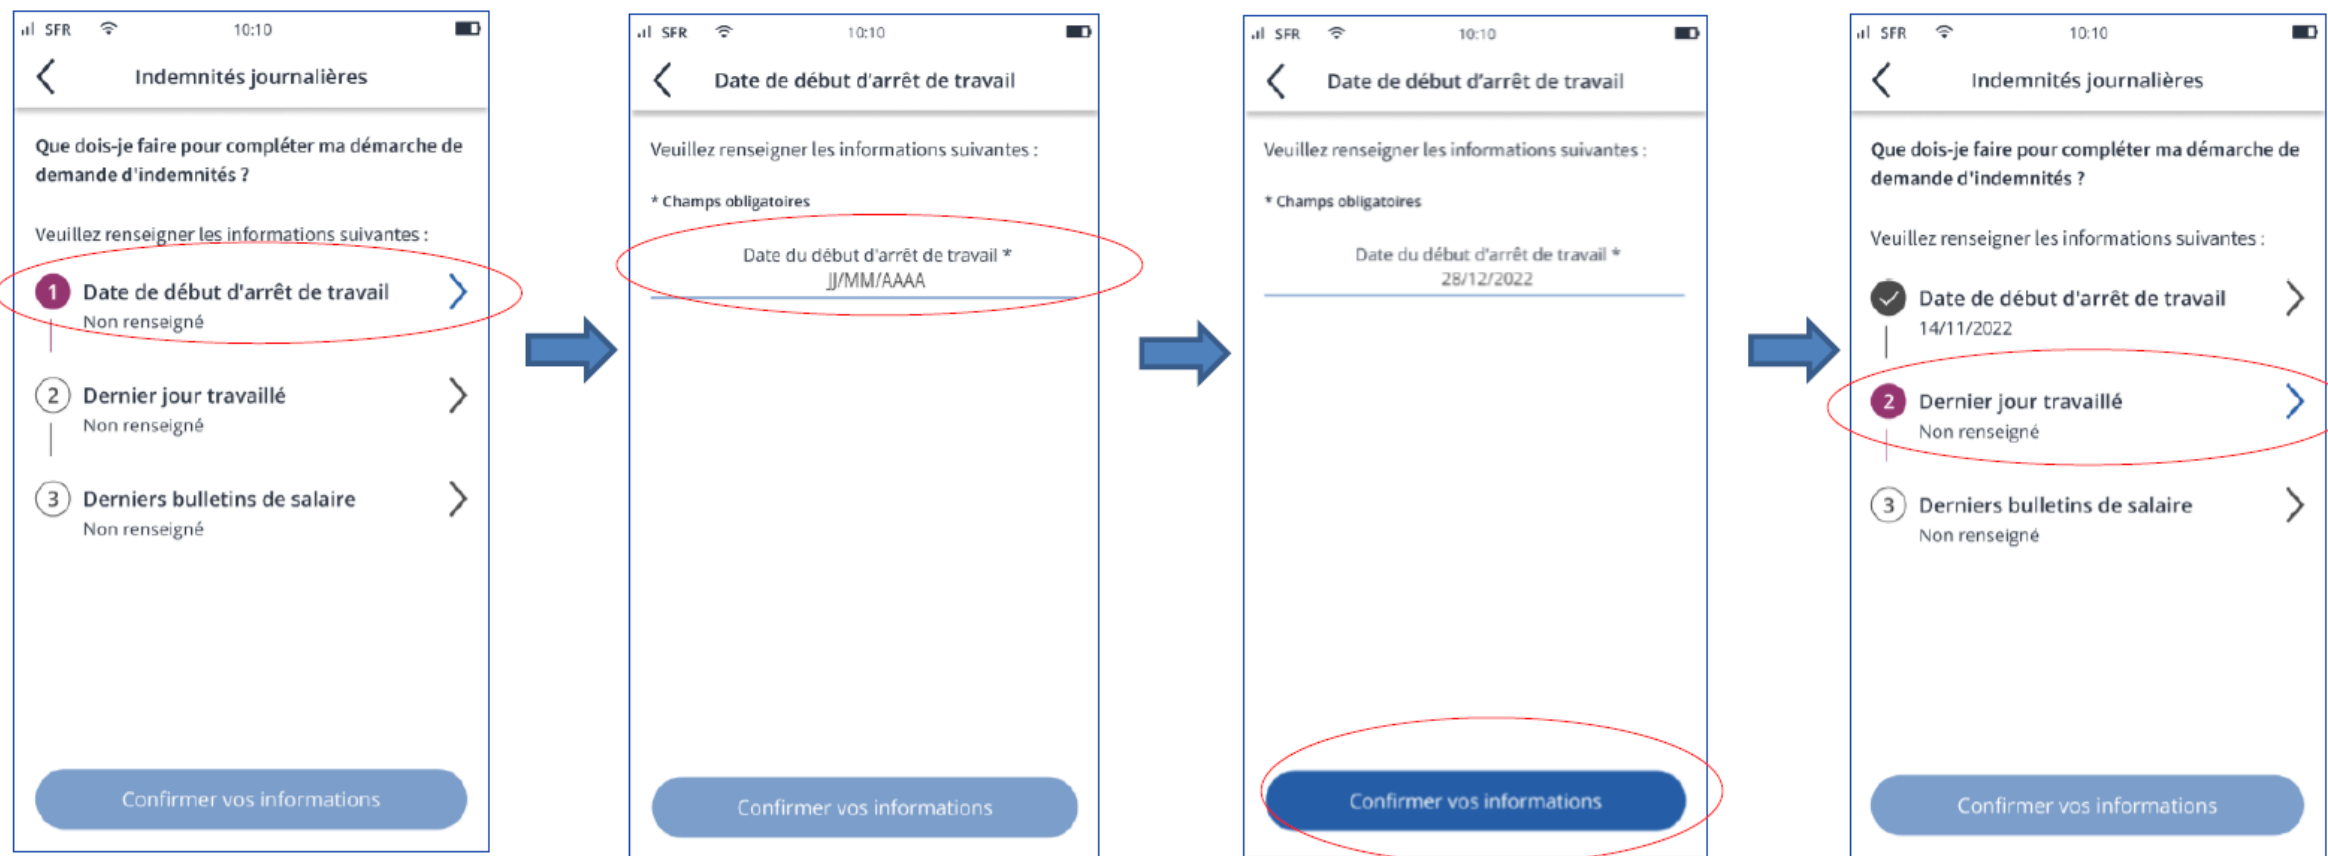 SFR 10:10
Indemnités journalières
Que dois-je faire pour compléter ma démarche de
demande d'indemnités ?
Veuillez renseigner les informations suivantes :
1 Date de début d'arrêt de travail
Non renseigné
2 Dernier jour travaillé
Non renseigné
3 Derniers bulletins de salaire
Non renseigné
Confirmer vos informations
SFR 10:10
Date de début d'arrêt de travail
Veuillez renseigner les informations suivantes :
* Champs obligatoires
Date du début d'arrêt de travail *
JJ/MM/AAAA
Confirmer vos informations
SFR 10:10
Date de début d'arrêt de travail
Veuillez renseigner les informations suivantes :
* Champs obligatoires
Date du début d'arrêt de travail *
28/12/2022
Confirmer vos informations
SFR 10:10
Indemnités journalières
Que dois-je faire pour compléter ma démarche de
demande d'indemnités ?
Veuillez renseigner les informations suivantes :
Date de début d'arrêt de travail
14/11/2022
2 Dernier jour travaillé
Non renseigné
3 Derniers bulletins de salaire
Non renseigné
Confirmer vos informations